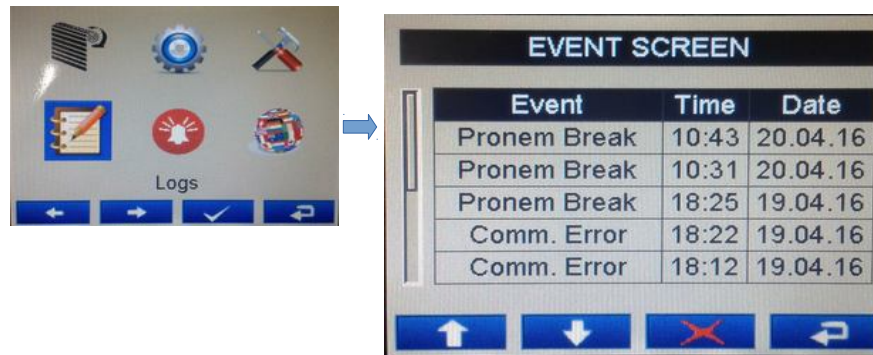 Logs
EVENT SCREEN
Event Time Date
Pronem Break 10:43 20.04.16
Pronem Break 10:31 20.04.16
Pronem Break 18:25 19.04.16
Comm. Error 18:22 19.04.16
Comm. Error 18:12 19.04.16